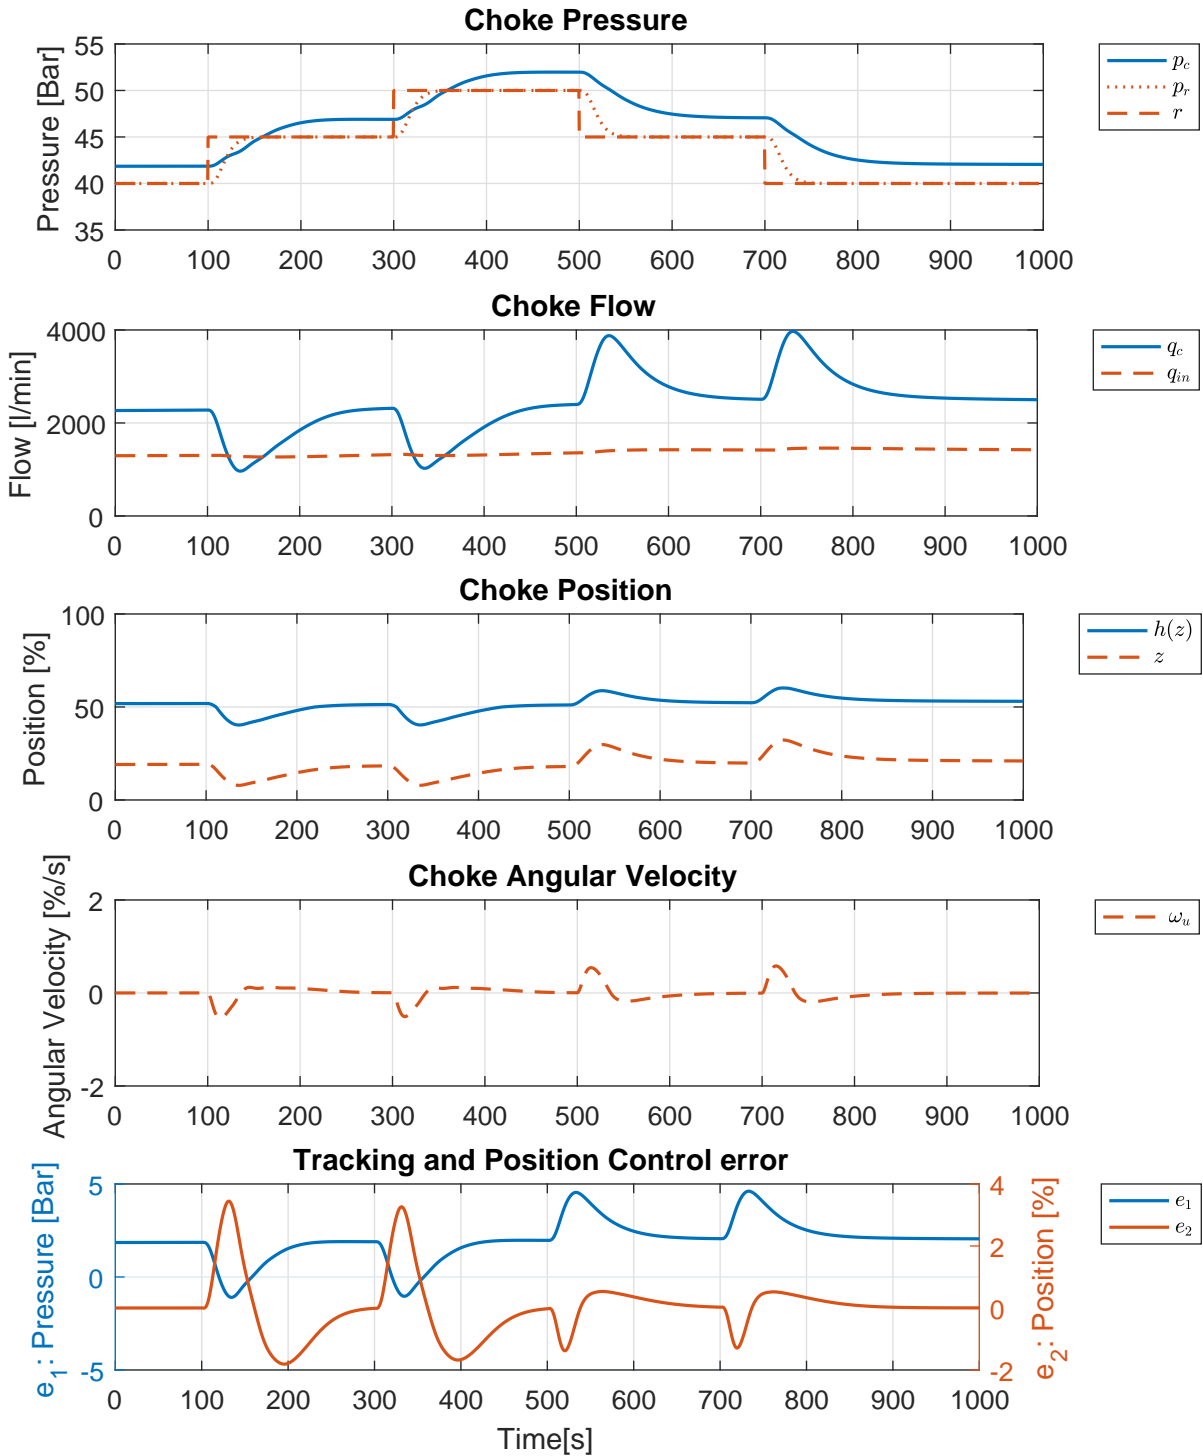 Choke Pressure
Pressure [Bar]
55
50
45
40
35
0 100 200 300 400 500 600 700 800 900 1000
p_c
p_r
r
Choke Flow
Flow [l/min]
4000
2000
0
0 100 200 300 400 500 600 700 800 900 1000
q_c
q_in
Choke Position
Position [%]
100
50
0
0 100 200 300 400 500 600 700 800 900 1000
h(z)
z
Choke Angular Velocity
Angular Velocity [%/s]
2
0
-2
0 100 200 300 400 500 600 700 800 900 1000
ω_u
Tracking and Position Control error
e_1: Pressure [Bar]
5
0
-5
4
2
0
-2
e_2: Position [%]
0 100 200 300 400 500 600 700 800 900 1000
Time[s]
e_1
e_2